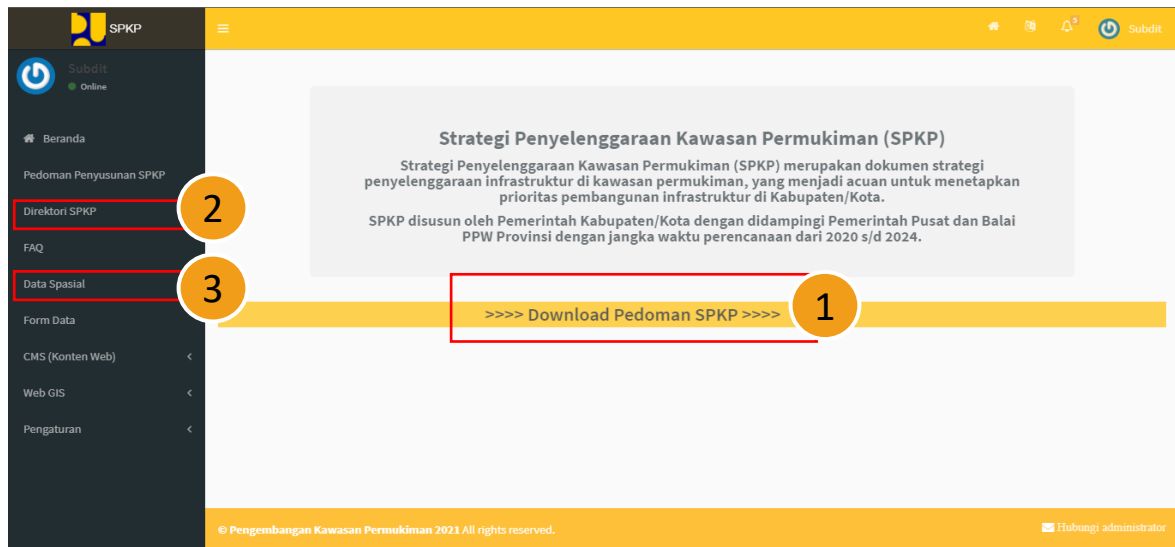 SPKP
5
Subdit
Subdit
Online
Beranda
Pedoman Penyusunan SPKP
Direktori SPKP
2
FAQ
Data Spasial
3
Form Data
CMS (Konten Web)
Web GIS
Pengaturan
Strategi Penyelenggaraan Kawasan Permukiman (SPKP)
Strategi Penyelenggaraan Kawasan Permukiman (SPKP) merupakan dokumen strategi
penyelenggaraan infrastruktur di kawasan permukiman, yang menjadi acuan untuk menetapkan
prioritas pembangunan infrastruktur di Kabupaten/Kota.
SPKP disusun oleh Pemerintah Kabupaten/Kota dengan didampingi Pemerintah Pusat dan Balai
PPW Provinsi dengan jangka waktu perencanaan dari 2020 s/d 2024.
>>>> Download Pedoman SPKP >>>>
1
© Pengembangan Kawasan Permukiman 2021 All rights reserved.
Hubungi administrator